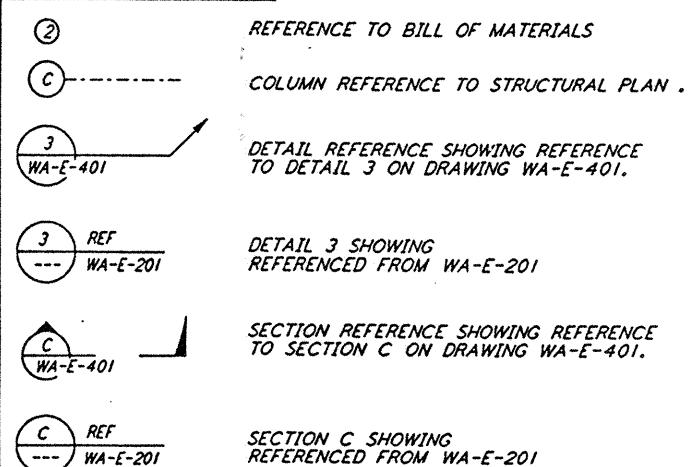 2 REFERENCE TO BILL OF MATERIALS
C COLUMN REFERENCE TO STRUCTURAL PLAN .
3
WA-E-401
DETAIL REFERENCE SHOWING REFERENCE
TO DETAIL 3 ON DRAWING WA-E-401.
3 REF
--- WA-E-201
DETAIL 3 SHOWING
REFERENCED FROM WA-E-201
C
WA-E-401
SECTION REFERENCE SHOWING REFERENCE
TO SECTION C ON DRAWING WA-E-401.
C REF
--- WA-E-201
SECTION C SHOWING
REFERENCED FROM WA-E-201